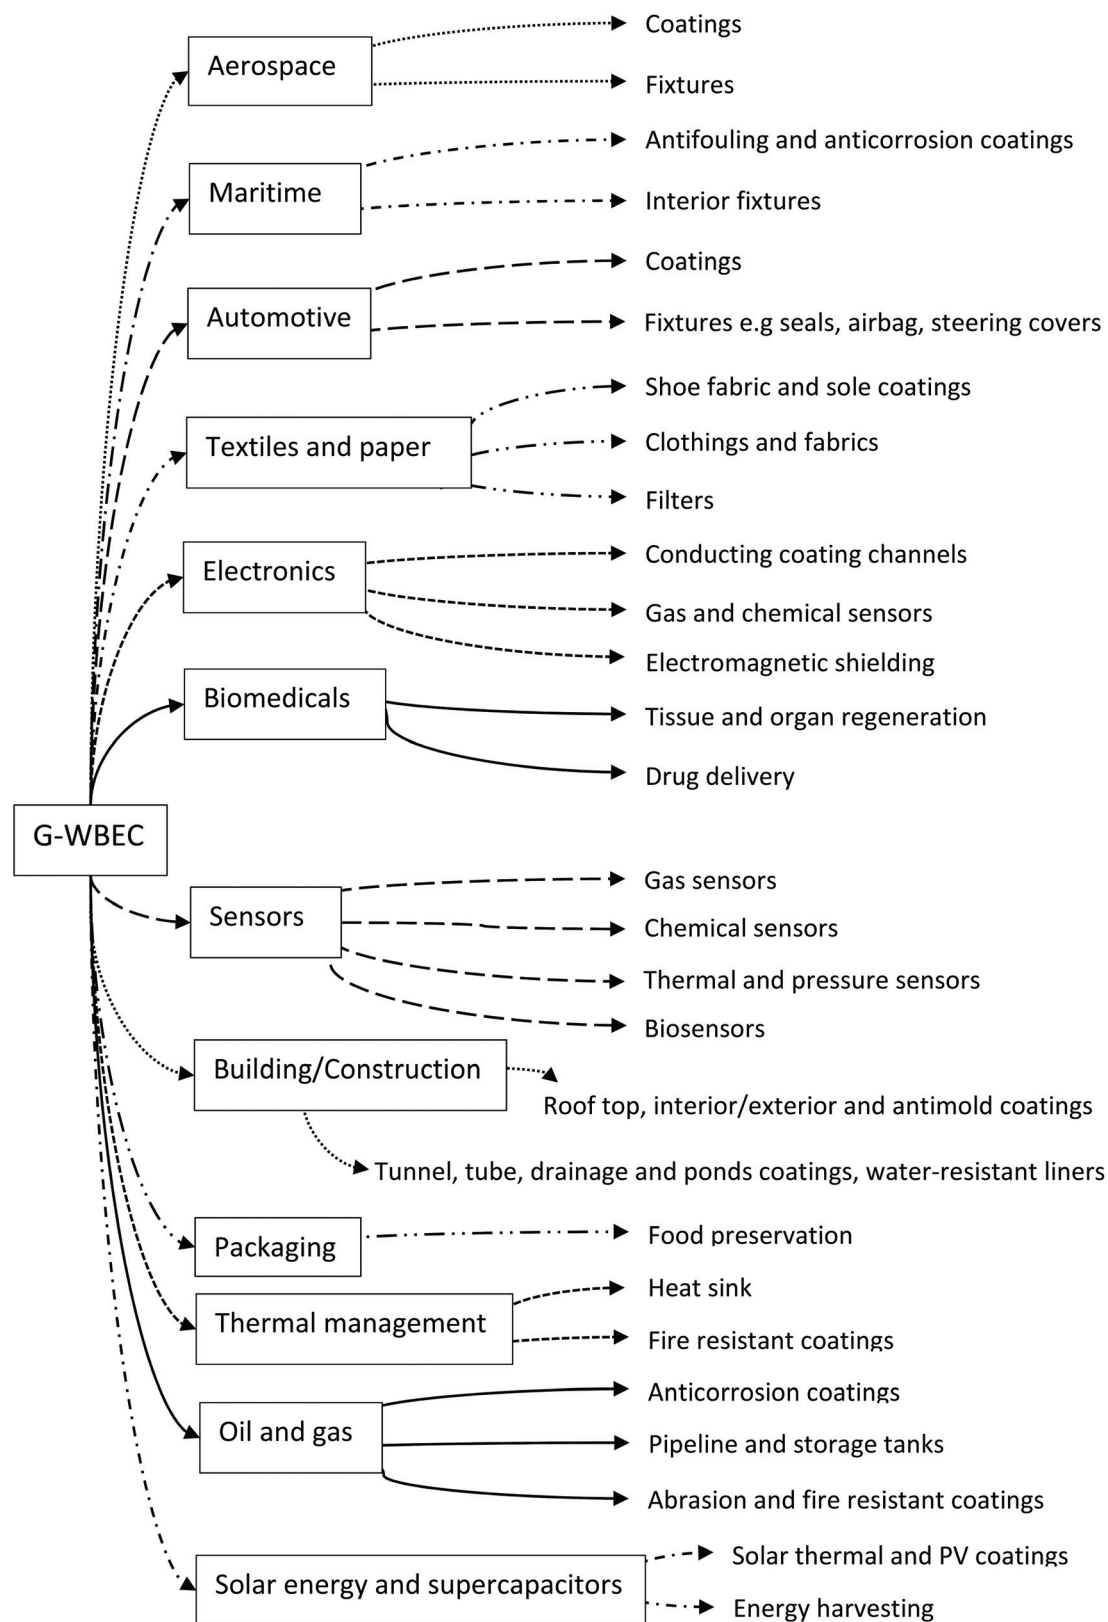 Coatings
Aerospace
Fixtures
Antifouling and anticorrosion coatings
Maritime
Interior fixtures
Coatings
Automotive
Fixtures e.g seals, airbag, steering covers
Shoe fabric and sole coatings
Textiles and paper
Clothings and fabrics
Filters
Conducting coating channels
Electronics
Gas and chemical sensors
Electromagnetic shielding
Biomedicals
Tissue and organ regeneration
Drug delivery
G-WBEC
Gas sensors
Sensors
Chemical sensors
Thermal and pressure sensors
Biosensors
Building/Construction
Roof top, interior/exterior and antimold coatings
Tunnel, tube, drainage and ponds coatings, water-resistant liners
Packaging
Food preservation
Heat sink
Thermal management
Fire resistant coatings
Anticorrosion coatings
Oil and gas
Pipeline and storage tanks
Abrasion and fire resistant coatings
Solar thermal and PV coatings
Solar energy and supercapacitors
Energy harvesting